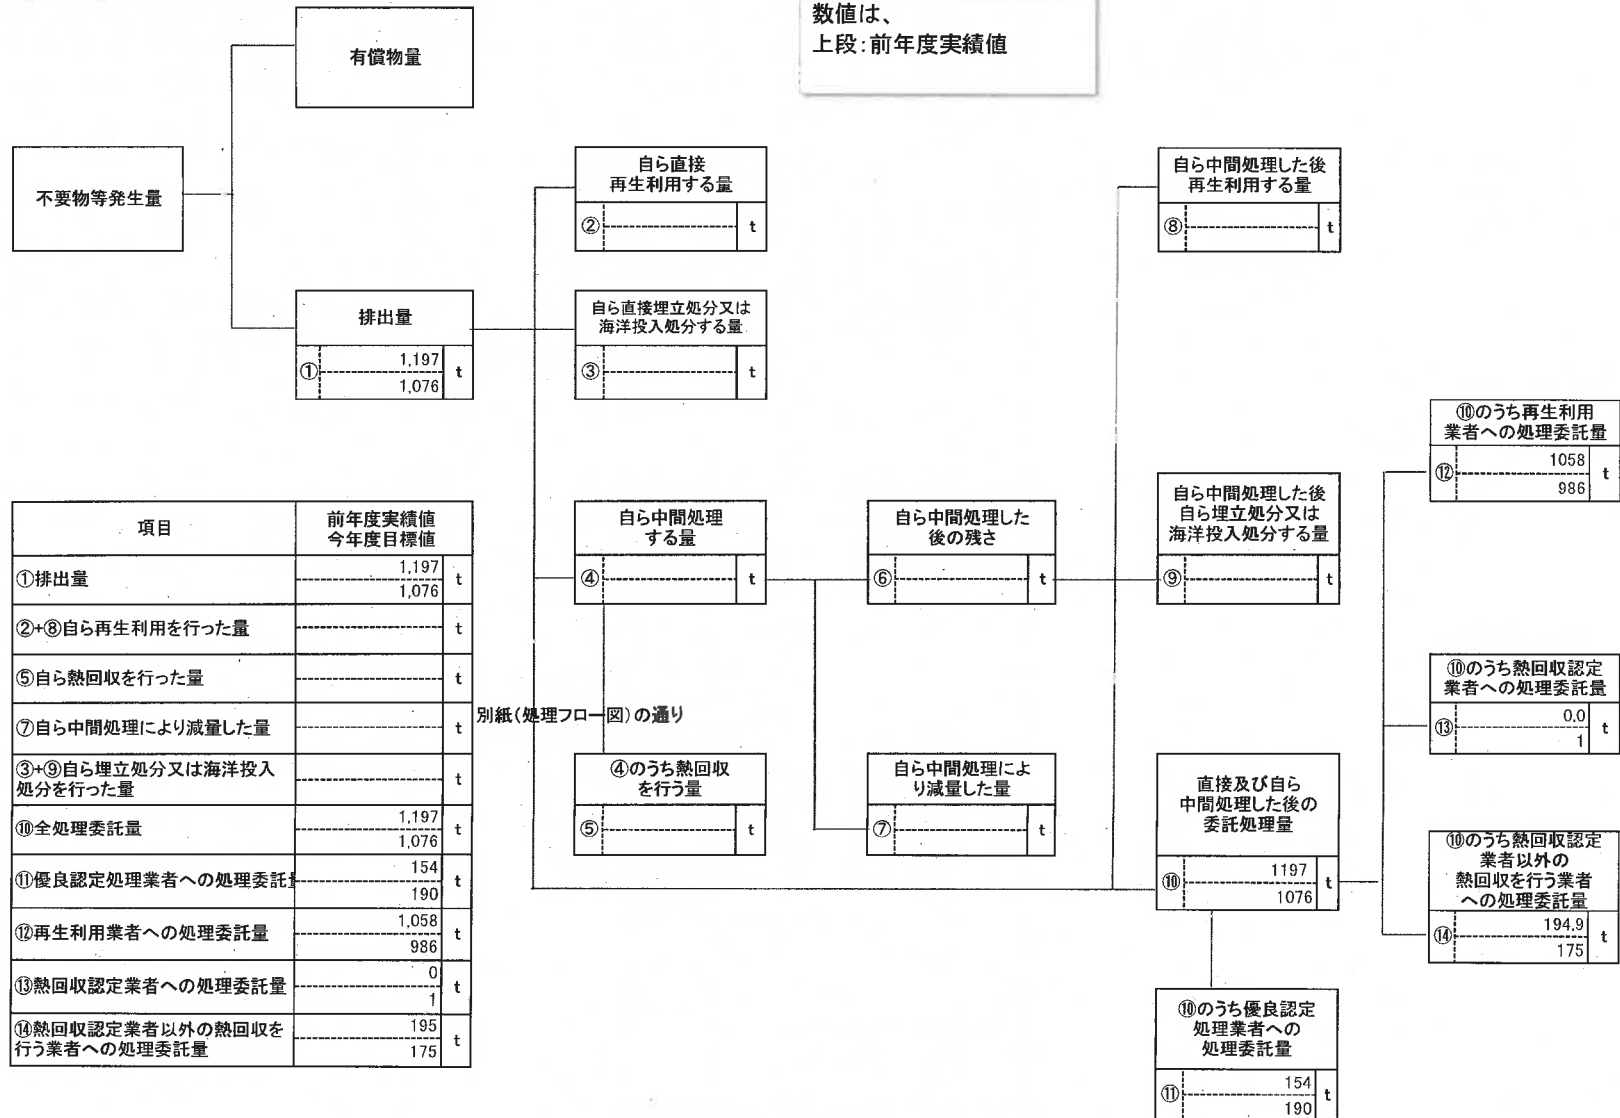 数値は、
上段：前年度実績値
有償物量
不要物等発生量
排出量
① 1,197 t
1,076
自ら直接
再生利用する量
② t
自ら直接埋立処分又は
海洋投入処分する量
③ t
自ら中間処理した後
再生利用する量
⑧ t
⑩のうち再生利用
業者への処理委託量
⑫ 1058 t
986
自ら中間処理
する量
④ t
自ら中間処理した
後の残さ
⑥ t
自ら中間処理した後
自ら埋立処分又は
海洋投入処分する量
⑨ t
項目 前年度実績値
今年度目標値
①排出量 1,197 t
1,076
②+⑧自ら再生利用を行った量 t
⑤自ら熱回収を行った量 t
⑦自ら中間処理により減量した量 t
③+⑨自ら埋立処分又は海洋投入
処分を行った量 t
⑩全処理委託量 1,197 t
1,076
⑪優良認定処理業者への処理委託 154 t
190
⑫再生利用業者への処理委託量 1,058 t
986
⑬熱回収認定業者への処理委託量 0 t
1
⑭熱回収認定業者以外の熱回収を 195 t
行う業者への処理委託量 175
別紙(処理フロー図)の通り
④のうち熱回収
を行う量
⑤ t
自ら中間処理によ
り減量した量
⑦ t
直接及び自ら
中間処理した後の
委託処理量
⑩ 1197 t
1076
⑩のうち熱回収認定
業者への処理委託量
⑬ 0.0 t
1
⑩のうち熱回収認定
業者以外の
熱回収を行う業者
への処理委託量
⑭ 194.9 t
175
⑩のうち優良認定
処理業者への
処理委託量
⑪ 154 t
190